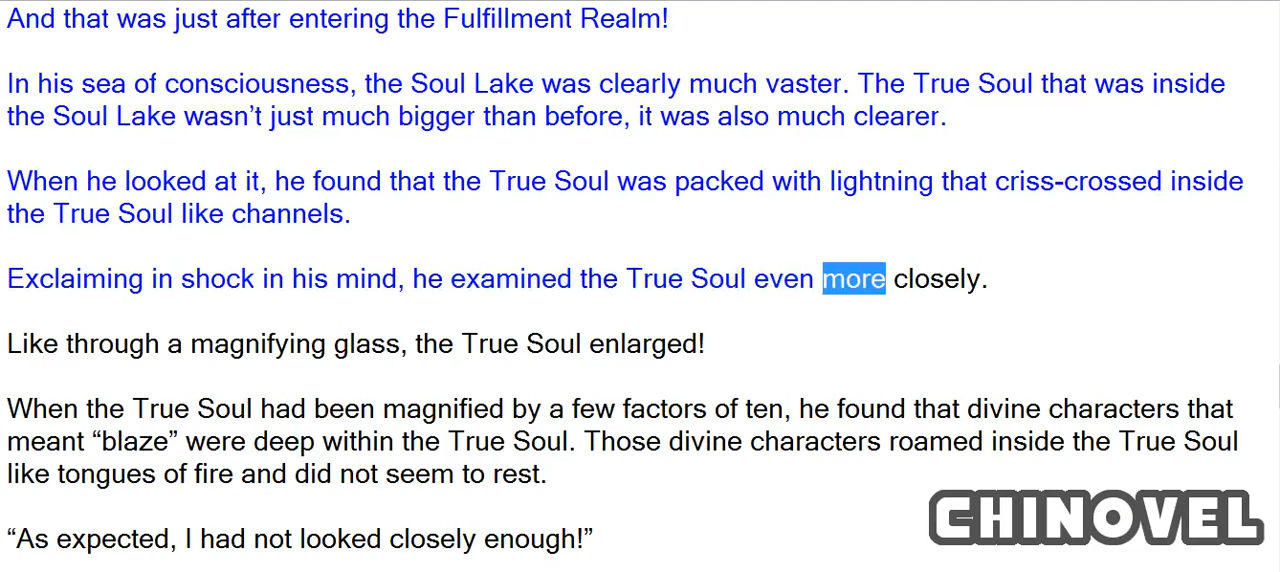 And that was just after entering the Fulfillment Realm!
In his sea of consciousness, the Soul Lake was clearly much vaster. The True Soul that was inside
the Soul Lake wasn’t just much bigger than before, it was also much clearer.
When he looked at it, he found that the True Soul was packed with lightning that criss-crossed inside
the True Soul like channels.
Exclaiming in shock in his mind, he examined the True Soul even more closely.
Like through a magnifying glass, the True Soul enlarged!
When the True Soul had been magnified by a few factors of ten, he found that divine characters that
meant “blaze” were deep within the True Soul. Those divine characters roamed inside the True Soul
like tongues of fire and did not seem to rest.
“As expected, I had not looked closely enough!”
CHINOVEL